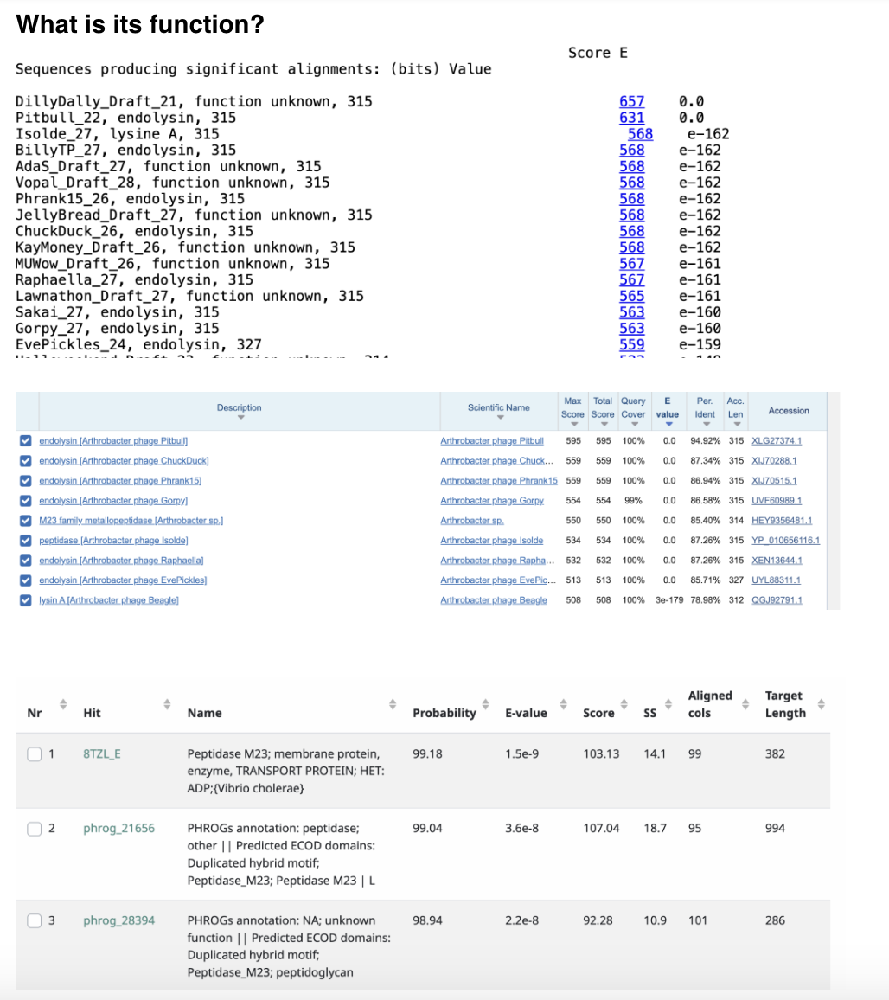 What is its function?
Score E
Sequences producing significant alignments: (bits) Value
DillyDally_Draft_21, function unknown, 315 657 0.0
Pitbull_22, endolysin, 315 631 0.0
Isolde_27, lysine A, 315 568 e-162
BillyTP_27, endolysin, 315 568 e-162
AdaS_Draft_27, function unknown, 315 568 e-162
Vopal_Draft_28, function unknown, 315 568 e-162
Phrank15_26, endolysin, 315 568 e-162
JellyBread_Draft_27, function unknown, 315 568 e-162
ChuckDuck_26, endolysin, 315 568 e-162
KayMoney_Draft_26, function unknown, 315 568 e-162
MUWow_Draft_26, function unknown, 315 567 e-161
Raphaella_27, endolysin, 315 567 e-161
Lawnathon_Draft_27, function unknown, 315 565 e-161
Sakai_27, endolysin, 315 563 e-160
Gorpy_27, endolysin, 315 563 e-160
EvePickles_24, endolysin, 327 559 e-159
Description Scientific Name Max Score Total Score Query Cover E value Per. Ident Acc. Len Accession
endolysin [Arthrobacter phage Pitbull] Arthrobacter phage Pitbull 595 595 100% 0.0 94.92% 315 XLG27374.1
endolysin [Arthrobacter phage ChuckDuck] Arthrobacter phage Chuck... 559 559 100% 0.0 87.34% 315 XIJ70288.1
endolysin [Arthrobacter phage Phrank15] Arthrobacter phage Phrank15 559 559 100% 0.0 86.94% 315 XIJ70515.1
endolysin [Arthrobacter phage Gorpy] Arthrobacter phage Gorpy 554 554 99% 0.0 86.58% 315 UVF60989.1
M23 family metallopeptidase [Arthrobacter sp.] Arthrobacter sp. 550 550 100% 0.0 85.40% 314 HEY9356481.1
peptidase [Arthrobacter phage Isolde] Arthrobacter phage Isolde 534 534 100% 0.0 87.26% 315 YP_010656116.1
endolysin [Arthrobacter phage Raphaella] Arthrobacter phage Rapha... 532 532 100% 0.0 87.26% 315 XEN13644.1
endolysin [Arthrobacter phage EvePickles] Arthrobacter phage EvePic... 513 513 100% 0.0 85.71% 327 UYL88311.1
lysin A [Arthrobacter phage Beagle] Arthrobacter phage Beagle 508 508 100% 3e-179 78.98% 312 QGJ92791.1
Nr Hit Name Probability E-value Score SS Aligned cols Target Length
1 8TZL_E Peptidase M23; membrane protein, 99.18 1.5e-9 103.13 14.1 99 382
enzyme, TRANSPORT PROTEIN; HET:
ADP;{Vibrio cholerae}
2 phrog_21656 PHROGs annotation: peptidase; 99.04 3.6e-8 107.04 18.7 95 994
other || Predicted ECOD domains:
Duplicated hybrid motif;
Peptidase_M23; Peptidase M23 | L
3 phrog_28394 PHROGs annotation: NA; unknown 98.94 2.2e-8 92.28 10.9 101 286
function || Predicted ECOD domains:
Duplicated hybrid motif;
Peptidase_M23; peptidoglycan